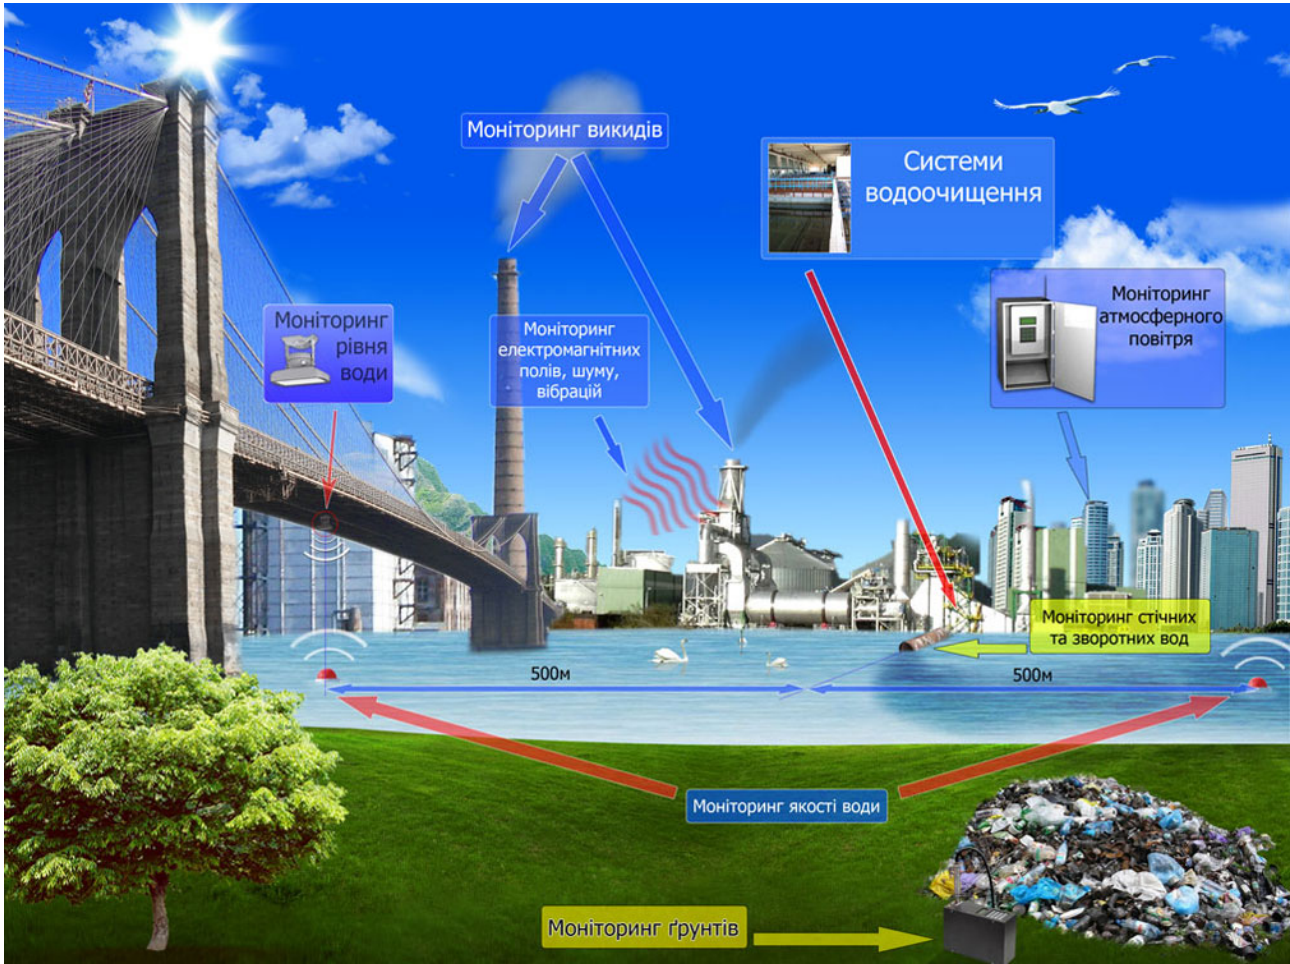 Моніторинг викидів
Системи
водоочищення
Моніторинг
атмосферного
повітря
Моніторинг
рівня
води
Моніторинг
електромагнітних
полів, шуму,
вібрацій
Моніторинг стічних
та зворотних вод
500м
500м
Моніторинг якості води
Моніторинг ґрунтів